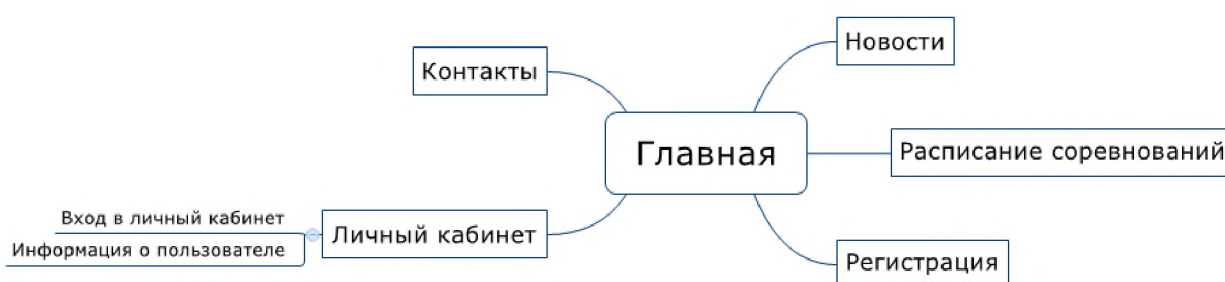 Новости
Контакты
Главная
Расписание соревнований
Вход в личный кабинет
Личный кабинет
Информация о пользователе
Регистрация